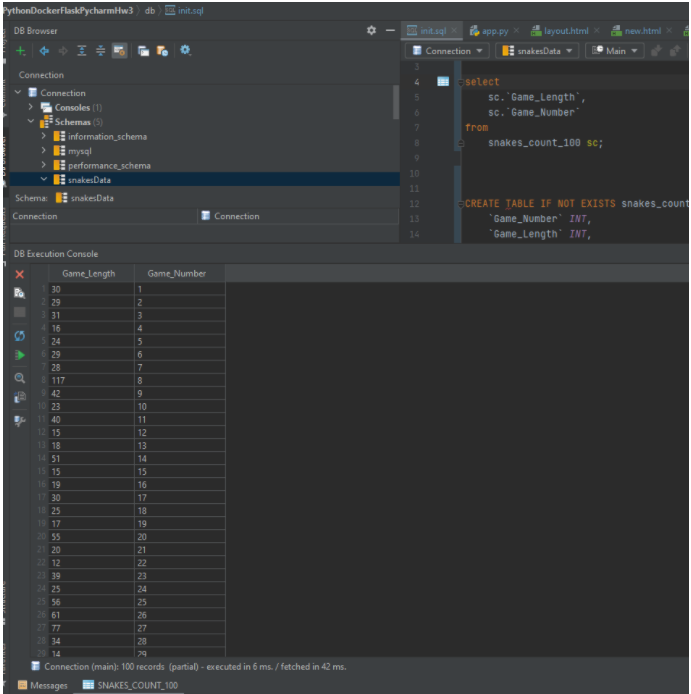 PythonDockerFlaskPycharmHw3 › db › init.sql
DB Browser
init.sql × app.py × layout.html × new.html ×
Connection snakesData Main
Connection
Connection
Consoles (1)
Schemas (5)
information_schema
mysql
performance_schema
snakesData
Schema: snakesData
Connection Connection
3
4 select
5 sc.`Game_Length`,
6 sc.`Game_Number`
7 from
8 snakes_count_100 sc;
9
10
11
12 CREATE TABLE IF NOT EXISTS snakes_count
13 `Game_Number` INT,
14 `Game_Length` INT,
DB Execution Console
Game_Length Game_Number
1 30 1
2 29 2
3 31 3
4 16 4
5 24 5
6 29 6
7 28 7
8 117 8
9 42 9
10 23 10
11 40 11
12 15 12
13 18 13
14 51 14
15 15 15
16 19 16
17 30 17
18 25 18
19 17 19
20 55 20
21 20 21
22 12 22
23 39 23
24 25 24
25 56 25
26 61 26
27 77 27
28 34 28
29 14 29
Connection (main): 100 records (partial) - executed in 6 ms. / fetched in 42 ms.
Messages SNAKES_COUNT_100